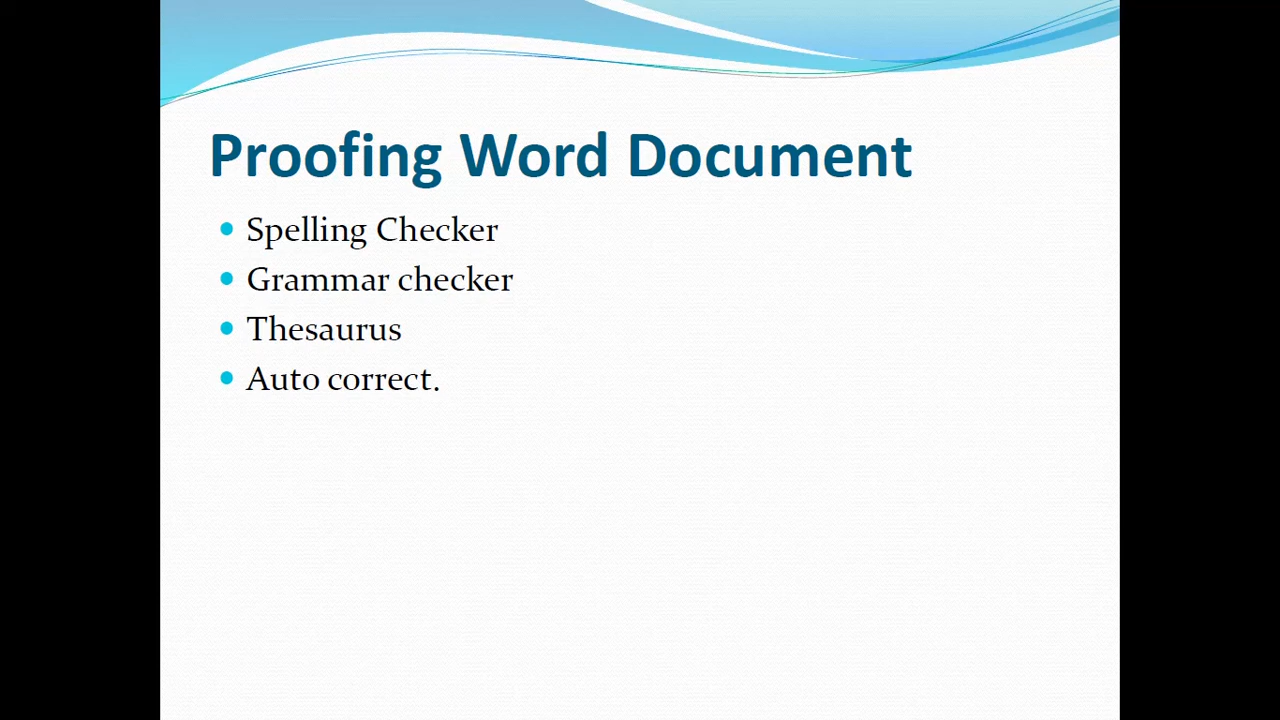 Proofing Word Document
• Spelling Checker
• Grammar checker
• Thesaurus
• Auto correct.